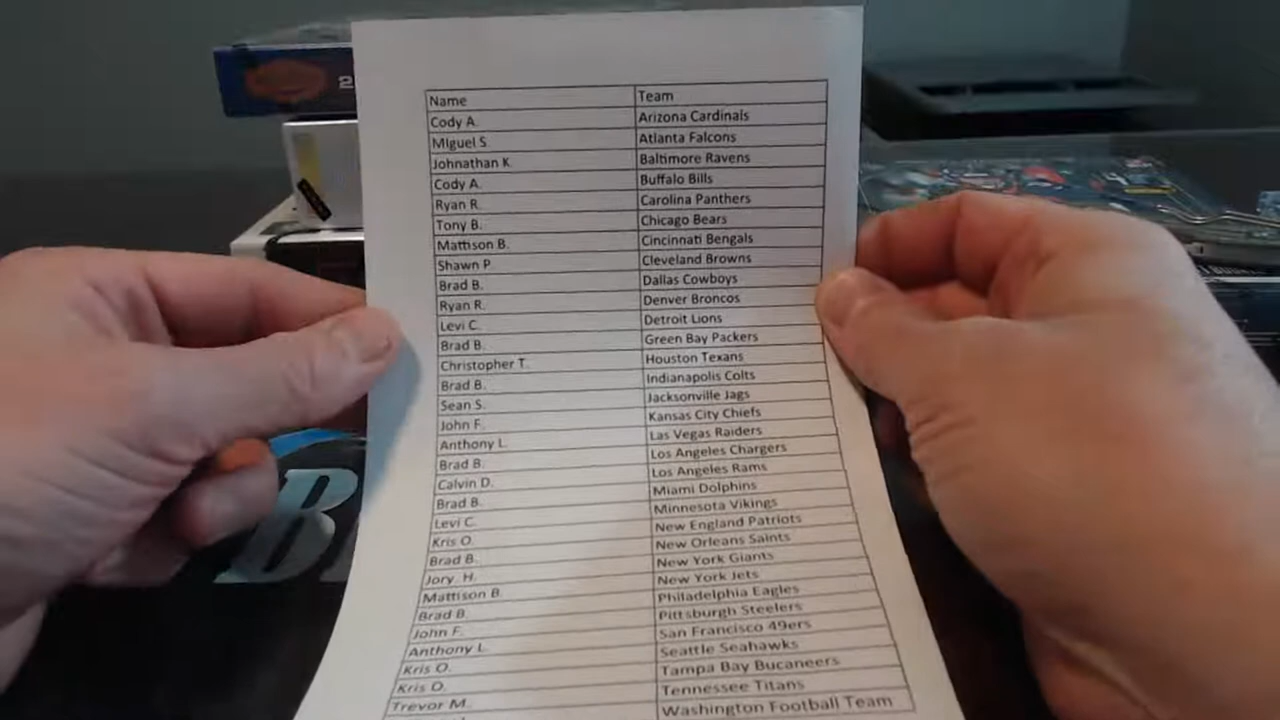 Name Team
Cody A. Arizona Cardinals
MIguel S Atlanta Falcons
Johnathan K. Baltimore Ravens
Cody A. Buffalo Bills
Ryan R. Carolina Panthers
Tony B. Chicago Bears
Mattison B. Cincinnati Bengals
Shawn P Cleveland Browns
Brad B. Dallas Cowboys
Ryan R. Denver Broncos
Levi C. Detroit Lions
Brad B. Green Bay Packers
Christopher T. Houston Texans
Brad B. Indianapolis Colts
Sean S. Jacksonville Jags
John F. Kansas City Chiefs
Anthony L. Las Vegas Raiders
Brad B. Los Angeles Chargers
Calvin D. Los Angeles Rams
Brad B. Miami Dolphins
Levi C. Minnesota Vikings
Kris O. New England Patriots
Brad B. New Orleans Saints
Jory H. New York Giants
Mattison B. New York Jets
Brad B. Philadelphia Eagles
John F. Pittsburgh Steelers
Anthony L. San Francisco 49ers
Kris O. Seattle Seahawks
Kris O. Tampa Bay Bucaneers
Trevor M. Tennessee Titans
Washington Football Team